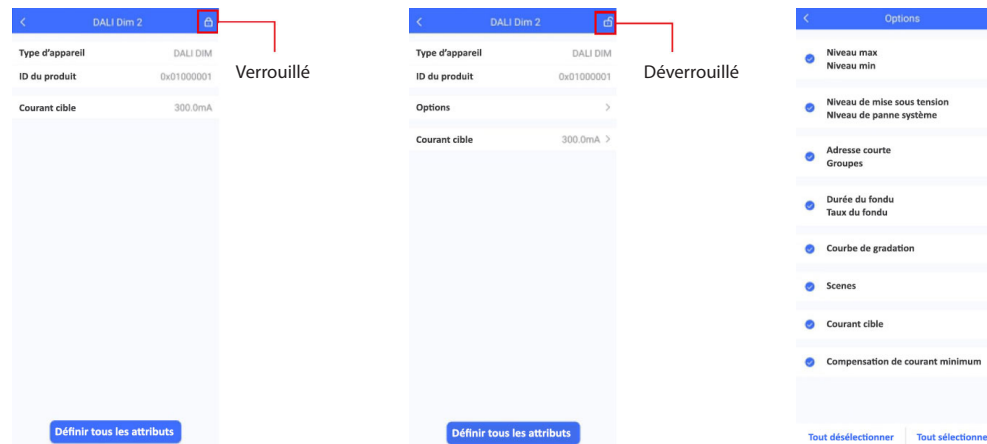 DALI Dim 2
Type d'appareil DALI DIM
ID du produit 0x01000001
Courant cible 300.0mA
Définir tous les attributs
Verrouillé
DALI Dim 2
Type d'appareil DALI DIM
ID du produit 0x01000001
Options
Courant cible 300.0mA
Définir tous les attributs
Déverrouillé
Options
Niveau max
Niveau min
Niveau de mise sous tension
NIveau de panne système
Adresse courte
Groupes
Durée du fondu
Taux du fondu
Courbe de gradation
Scenes
Courant cible
Compensation de courant minimum
Tout désélectionner Tout sélectionne